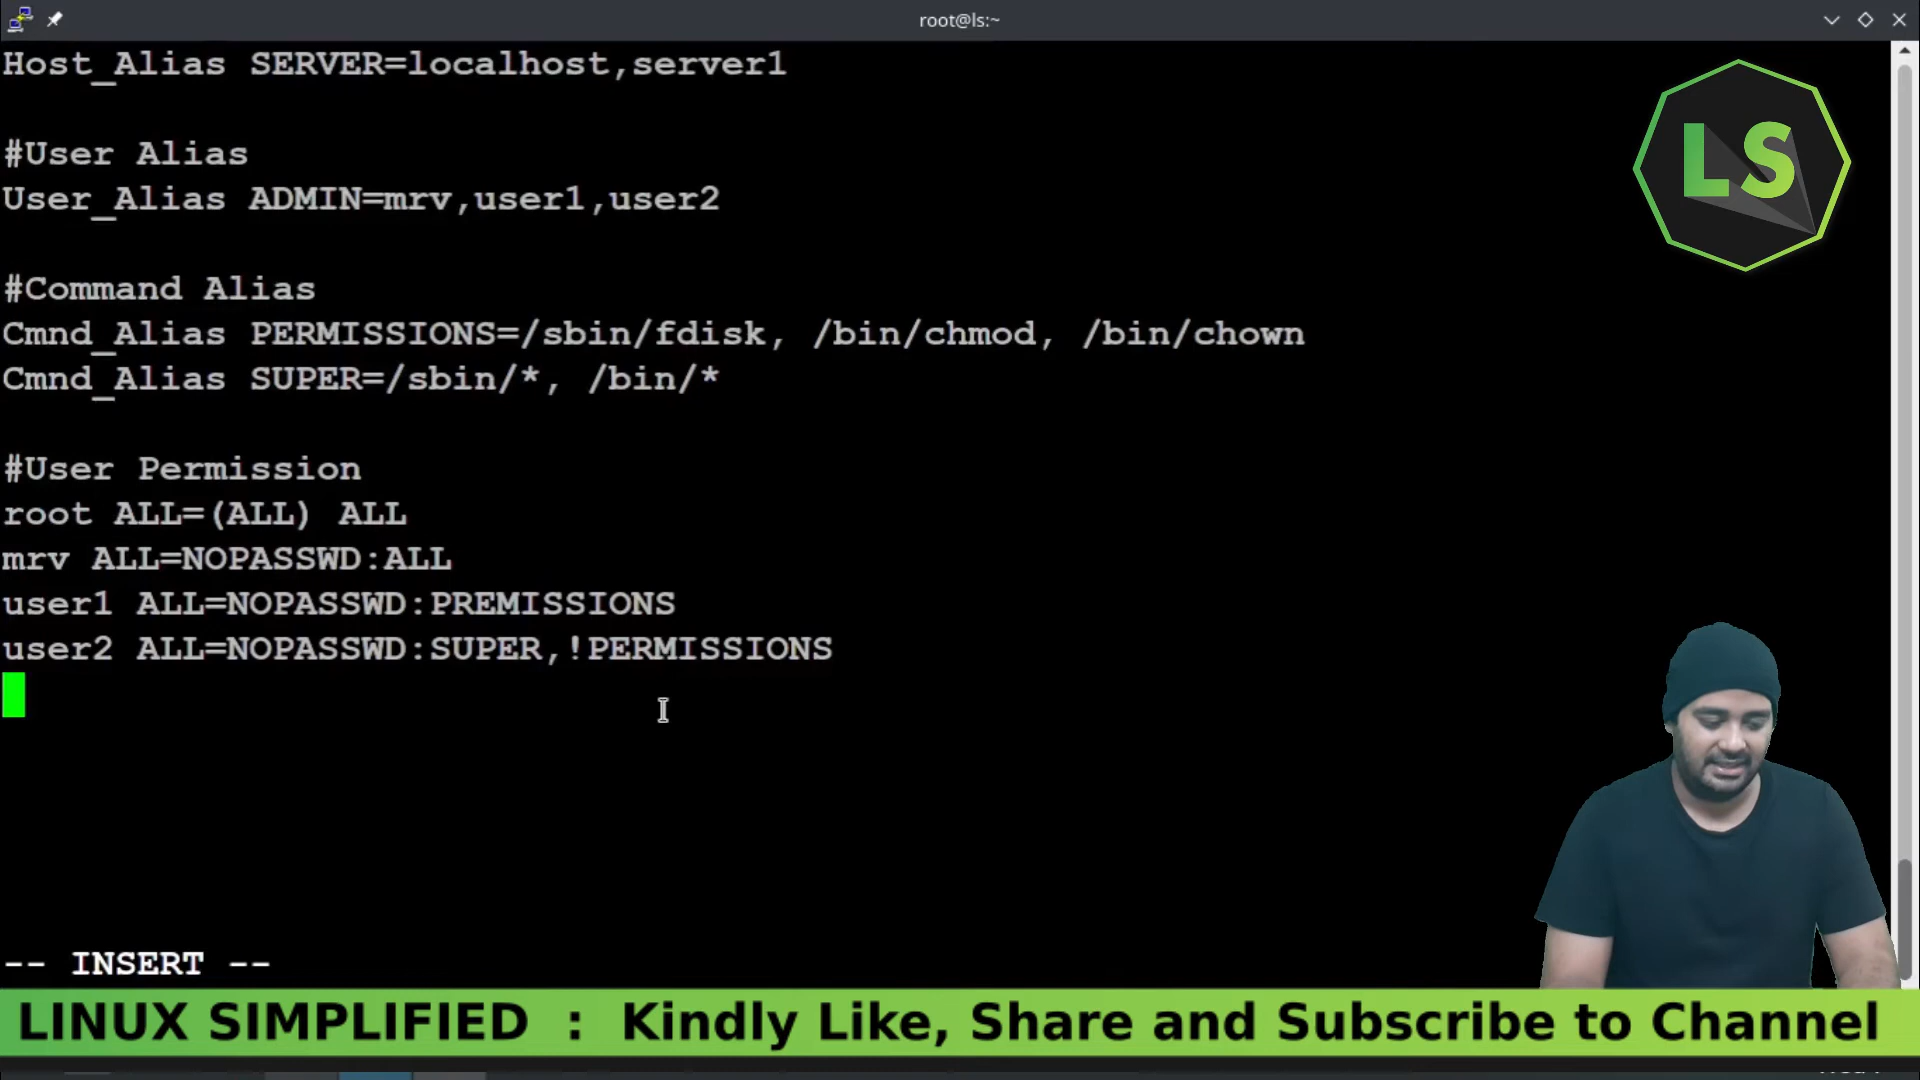 root@ls:~
Host_Alias SERVER=localhost,server1
LS
#User Alias
User_Alias ADMIN=mrv,user1,user2
#Command Alias
Cmnd_Alias PERMISSIONS=/sbin/fdisk, /bin/chmod, /bin/chown
Cmnd_Alias SUPER=/sbin/*, /bin/*
#User Permission
root ALL=(ALL) ALL
mrv ALL=NOPASSWD:ALL
user1 ALL=NOPASSWD:PREMISSIONS
user2 ALL=NOPASSWD:SUPER,!PERMISSIONS
-- INSERT --
LINUX SIMPLIFIED : Kindly Like, Share and Subscribe to Channel